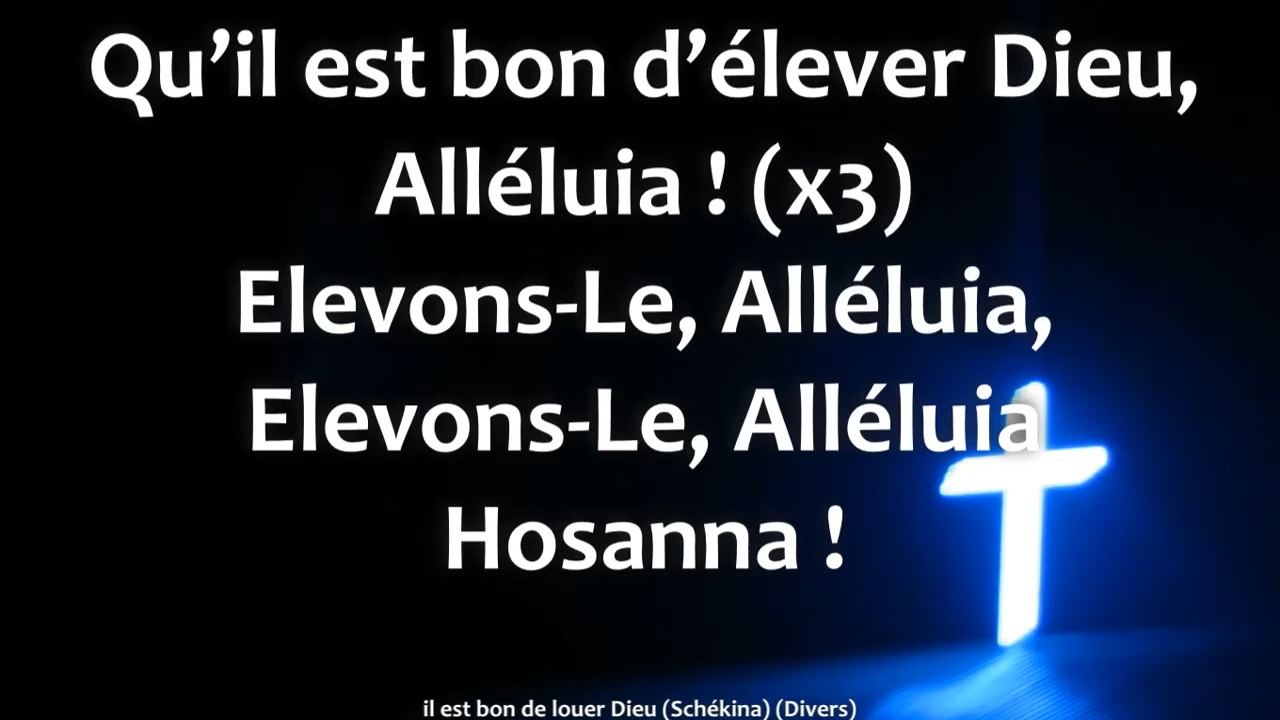 Qu’il est bon d’élever Dieu,
Alléluia ! (x3)
Elevons-Le, Alléluia,
Elevons-Le, Alléluia
Hosanna !
il est bon de louer Dieu (Schékina) (Divers)